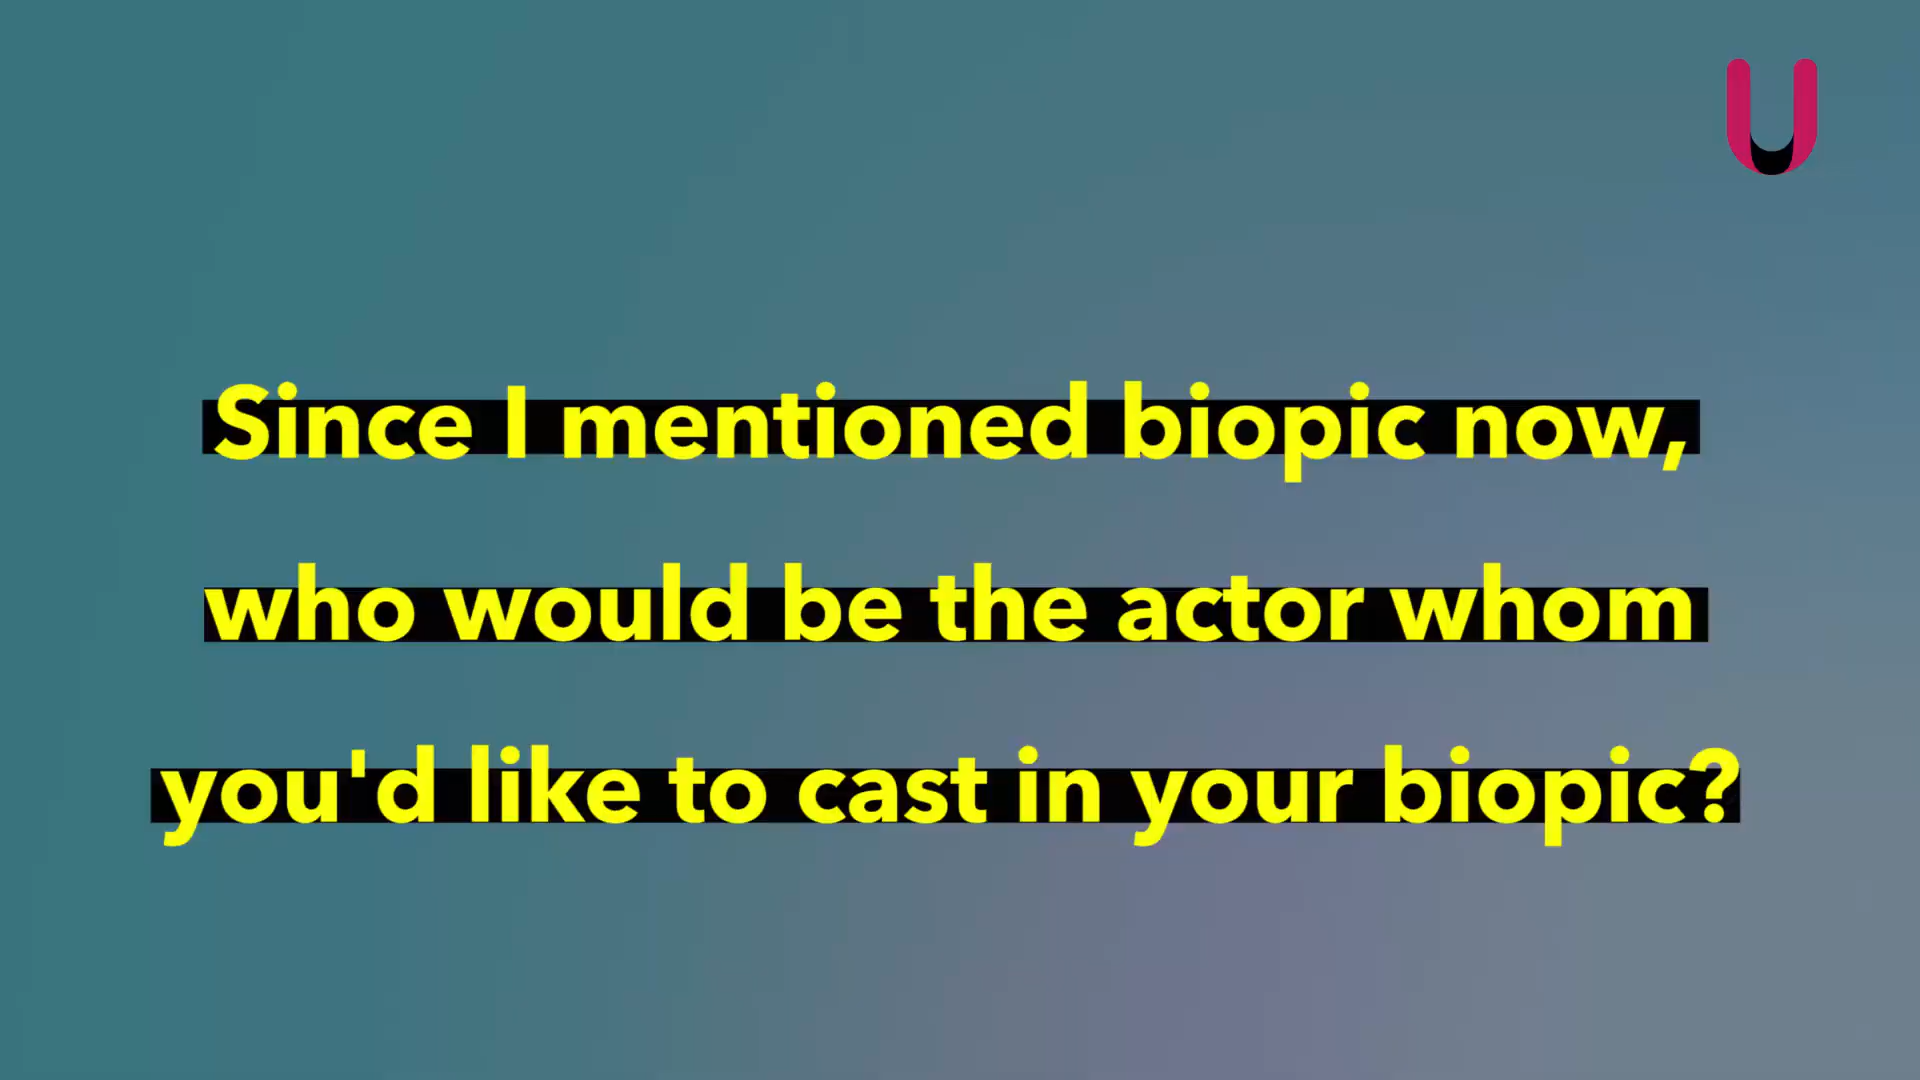 U
Since I mentioned biopic now,
who would be the actor whom
you'd like to cast in your biopic?